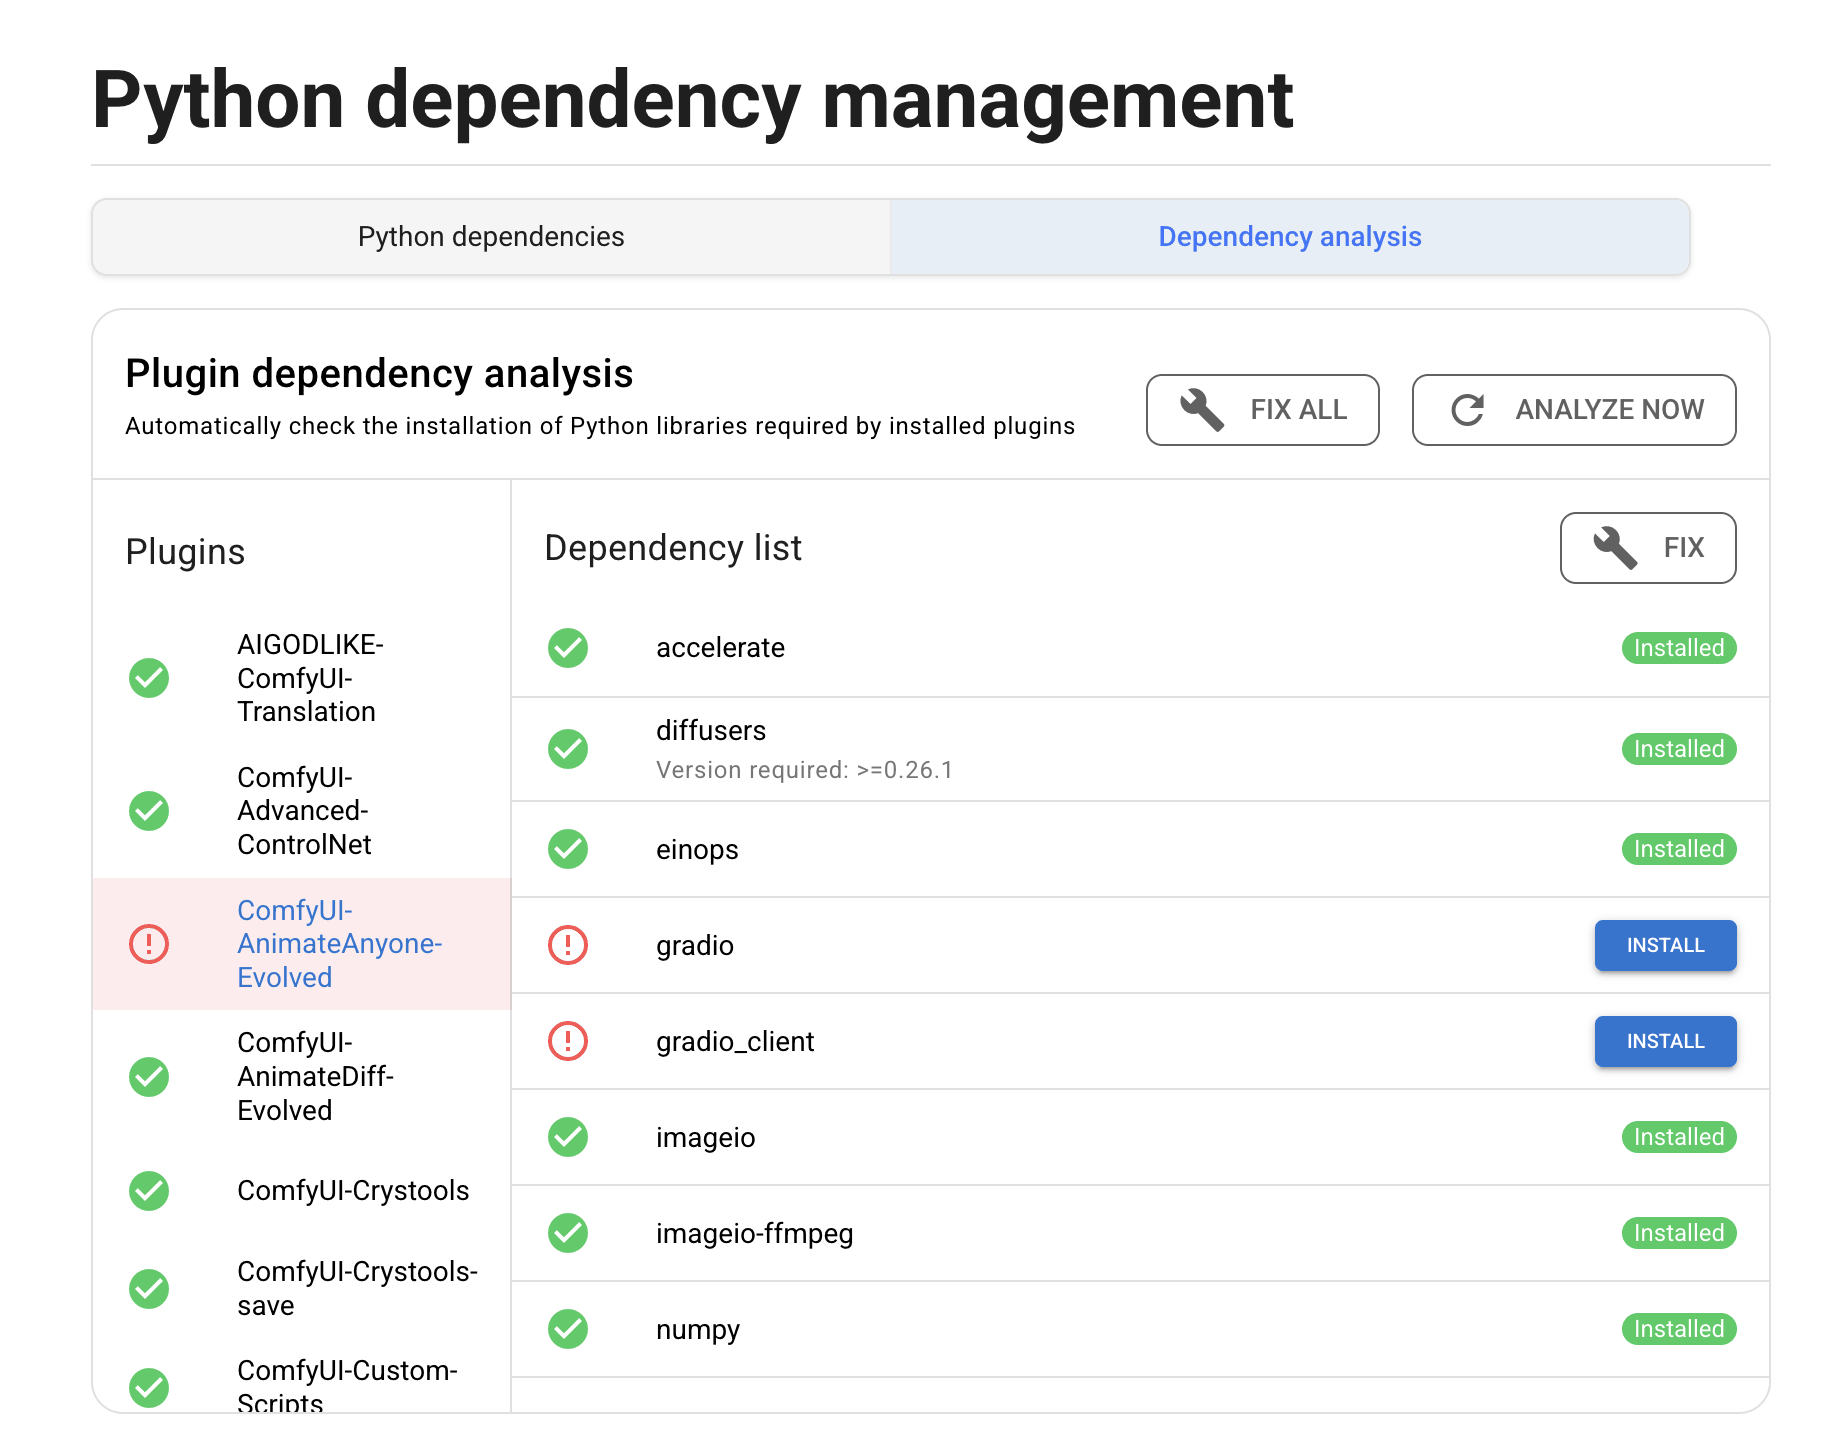 Python dependency management
Python dependencies
Dependency analysis
Plugin dependency analysis
Automatically check the installation of Python libraries required by installed plugins
FIX ALL
ANALYZE NOW
Plugins
AIGODLIKE-
ComfyUI-
Translation
ComfyUI-
Advanced-
ControlNet
ComfyUI-
AnimateAnyone-
Evolved
ComfyUI-
AnimateDiff-
Evolved
ComfyUI-Crystools
ComfyUI-Crystools-
save
ComfyUI-Custom-
Scripts
Dependency list
FIX
accelerate
Installed
diffusers
Version required: >=0.26.1
Installed
einops
Installed
gradio
INSTALL
gradio_client
INSTALL
imageio
Installed
imageio-ffmpeg
Installed
numpy
Installed